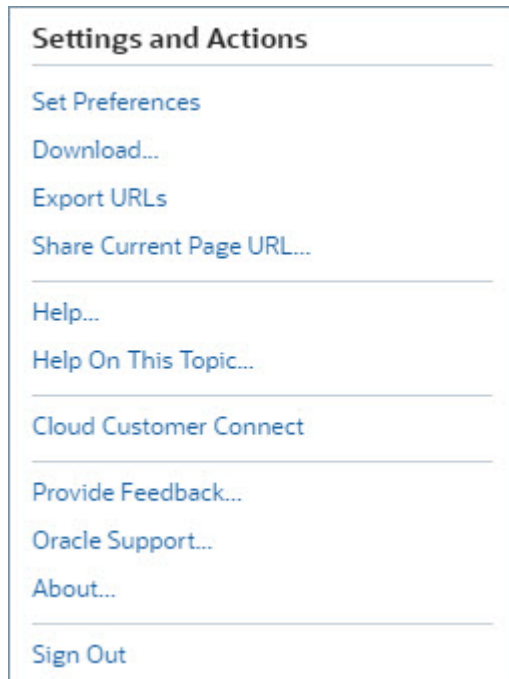 Settings and Actions
Set Preferences
Download...
Export URLs
Share Current Page URL...
Help...
Help On This Topic...
Cloud Customer Connect
Provide Feedback...
Oracle Support...
About...
Sign Out